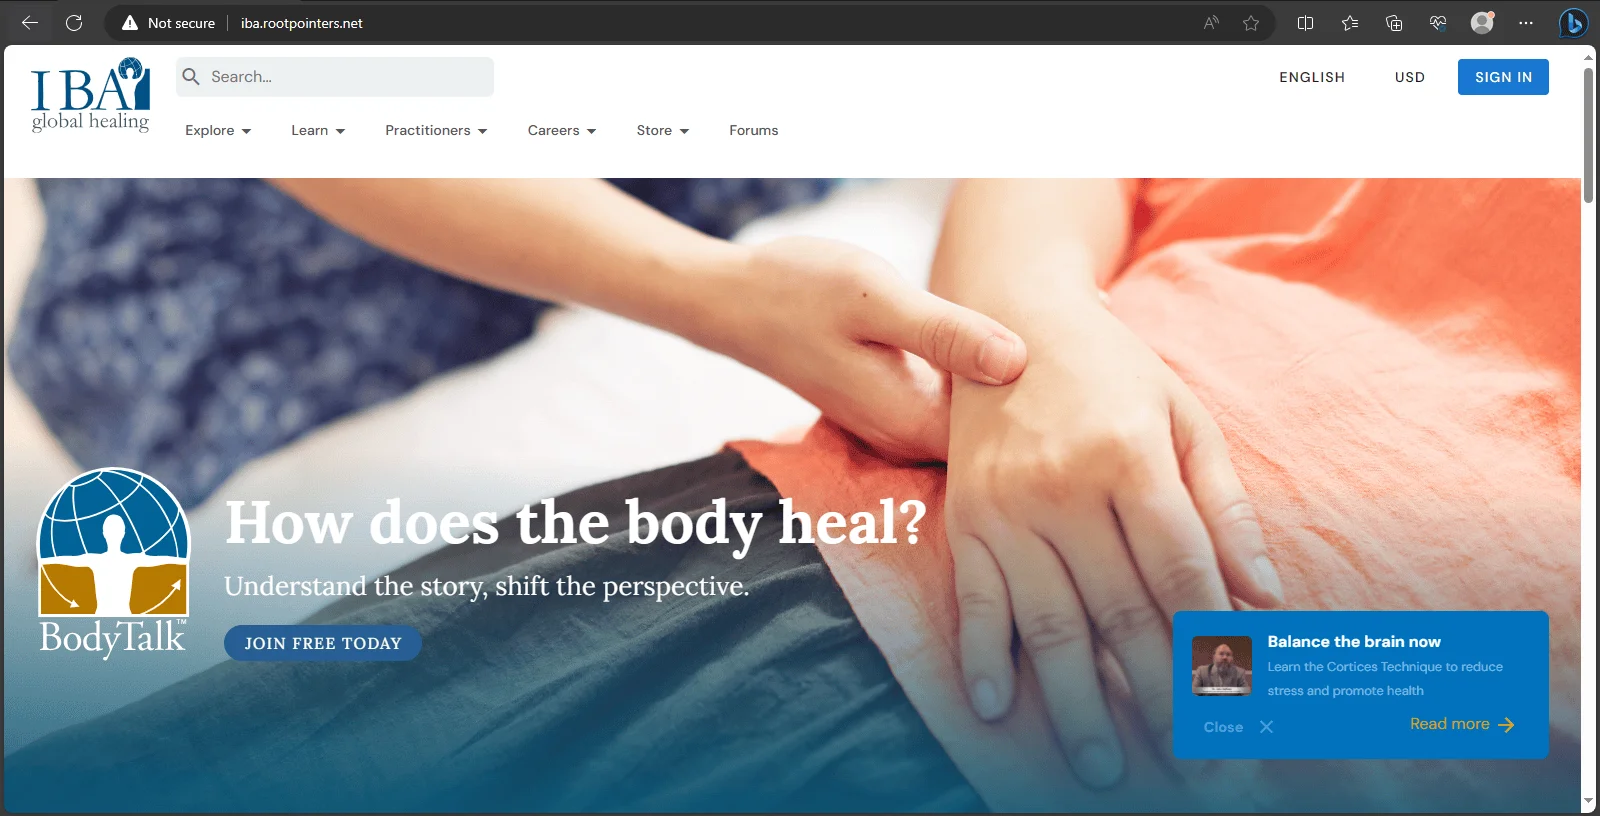 Not secure
iba.rootpointers.net
IBA
global healing
Search...
ENGLISH
USD
SIGN IN
Explore
Learn
Practitioners
Careers
Store
Forums
How does the body heal?
Understand the story, shift the perspective.
JOIN FREE TODAY
BodyTalk™
Balance the brain now
Learn the Cortices Technique to reduce
stress and promote health
Close
Read more